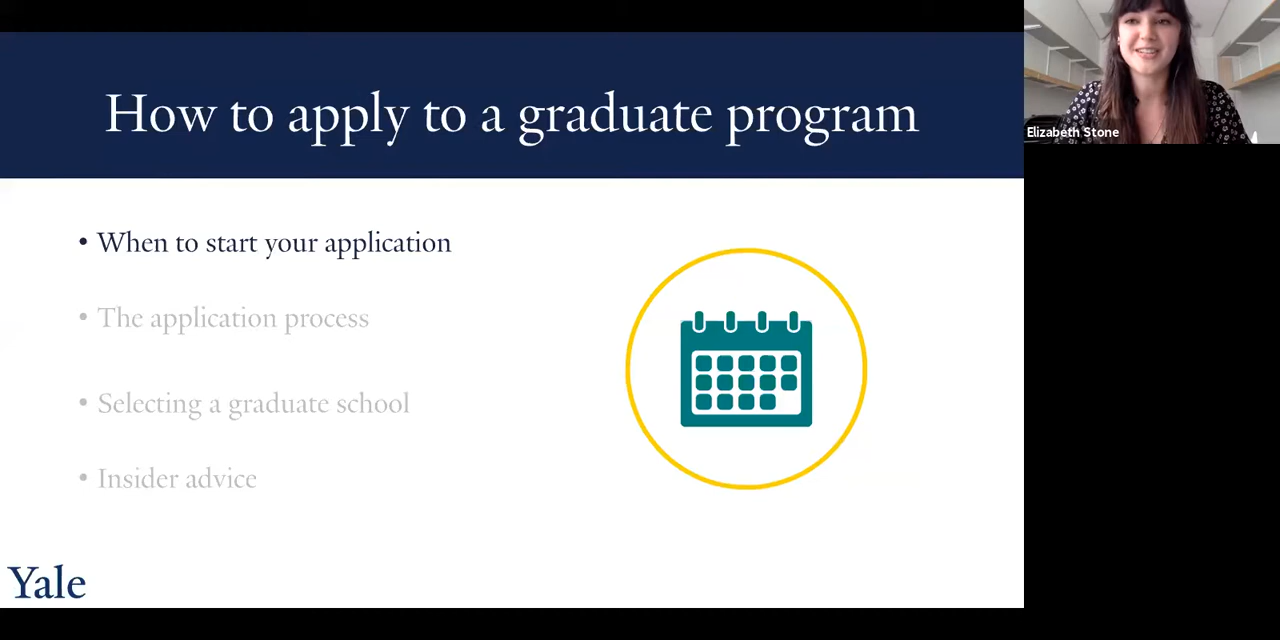 How to apply to a graduate program
Elizabeth Stone
• When to start your application
• The application process
• Selecting a graduate school
• Insider advice
Yale